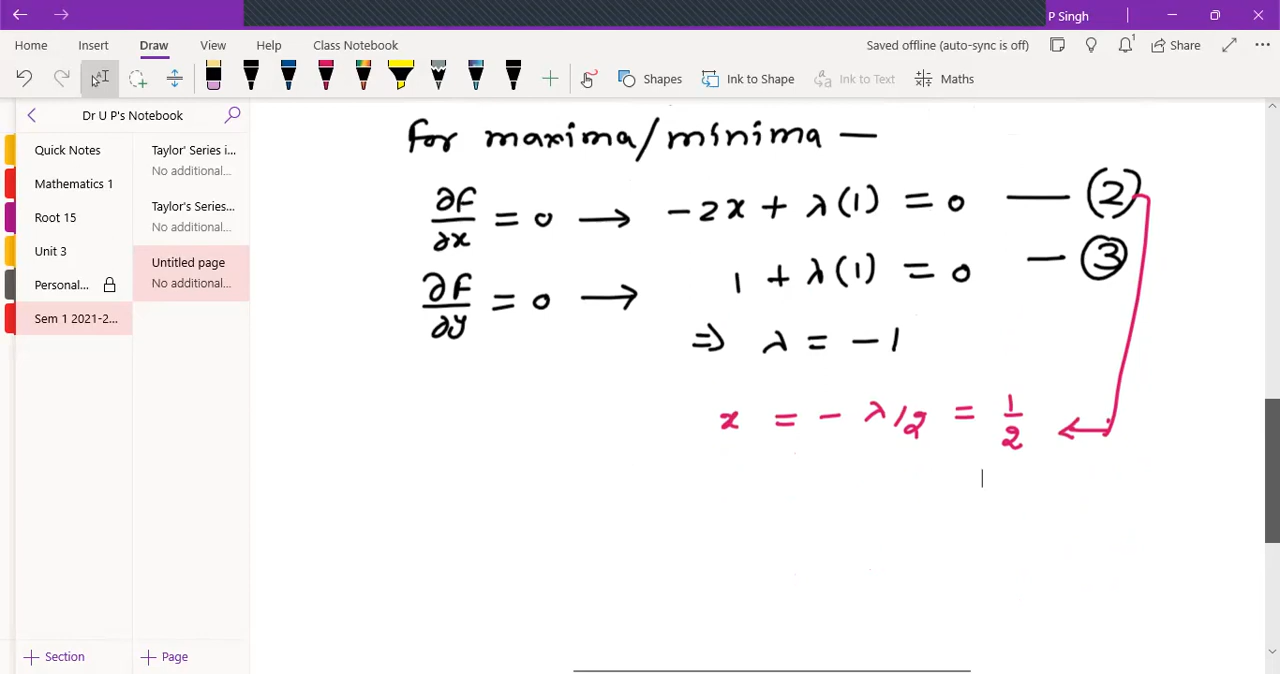 P Singh
Home Insert Draw View Help Class Notebook Saved offline (auto-sync is off) Share
Shapes Ink to Shape Ink to Text Maths
Dr U P's Notebook
Quick Notes
Mathematics 1
Root 15
Unit 3
Personal...
Sem 1 2021-2...
Taylor' Series i...
No additional...
Taylor's Series...
No additional...
Untitled page
No additional...
Section
Page
For maxima/minima —
∂F/∂x = 0 → -2x + λ(1) = 0 — (2)
∂F/∂y = 0 → 1 + λ(1) = 0 — (3)
⇒ λ = -1
x = - λ/2 = 1/2 ←